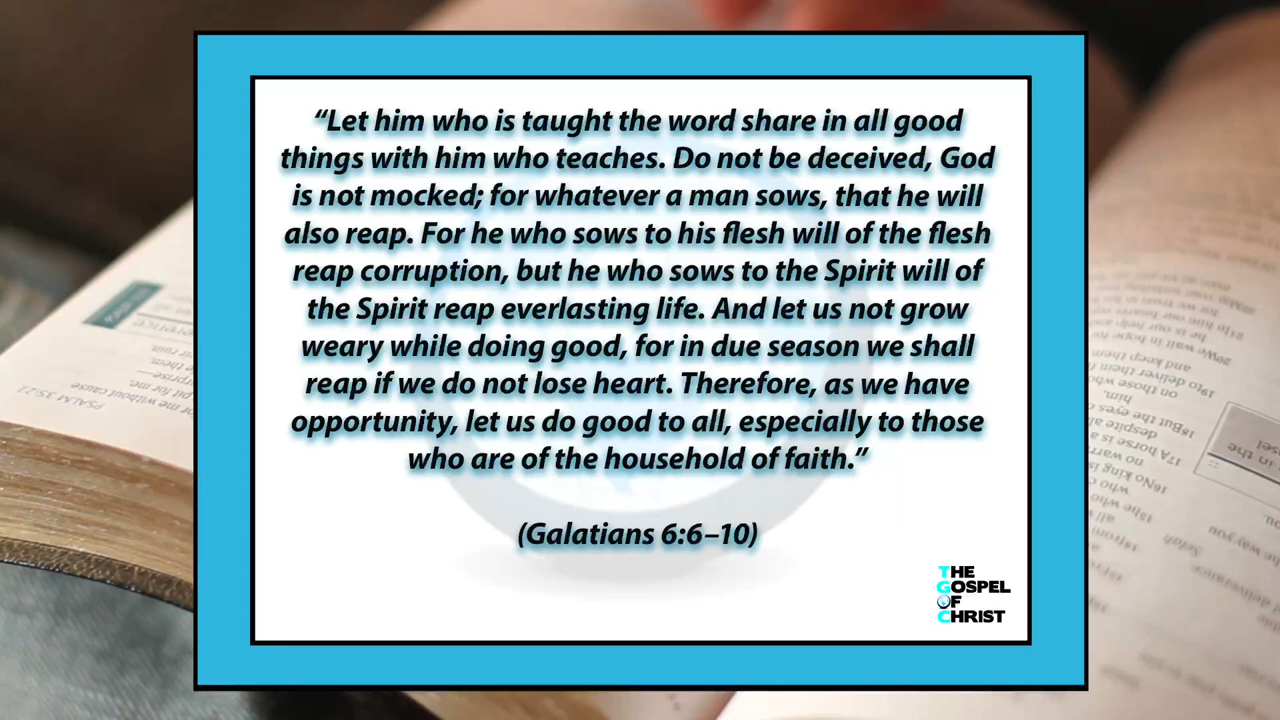 “Let him who is taught the word share in all good
things with him who teaches. Do not be deceived, God
is not mocked; for whatever a man sows, that he will
also reap. For he who sows to his flesh will of the flesh
reap corruption, but he who sows to the Spirit will of
the Spirit reap everlasting life. And let us not grow
weary while doing good, for in due season we shall
reap if we do not lose heart. Therefore, as we have
opportunity, let us do good to all, especially to those
who are of the household of faith.”
(Galatians 6:6–10)
THE
GOSPEL
OF
CHRIST
PSALM 35:22